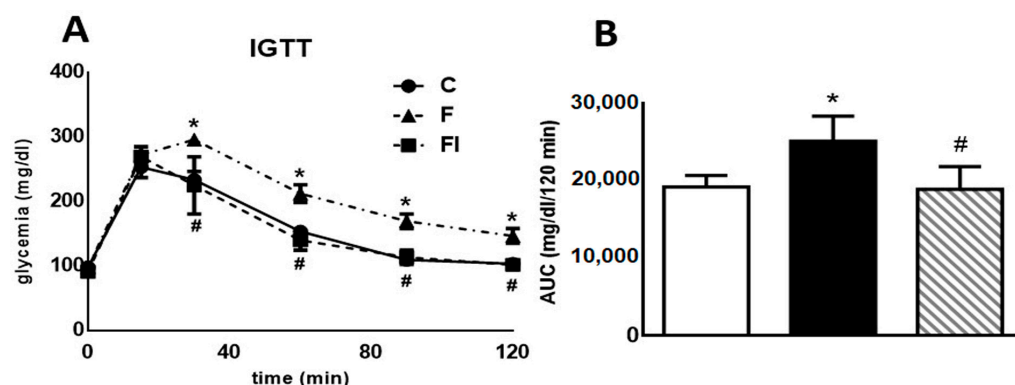 A
IGTT
glycemia (mg/dl)
400
300
200
100
0
0
40
80
120
time (min)
C
F
FI
*
*
*
*
#
#
#
#
B
AUC (mg/dl/120 min)
30,000
20,000
10,000
0
*
#